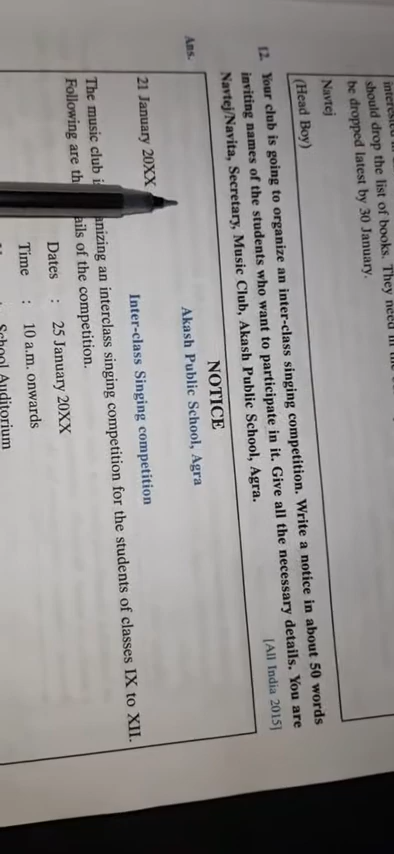 should drop the list of books. They need
be dropped latest by 30 January.
Navtej
(Head Boy)
12. Your club is going to organize an inter-class singing competition. Write a notice in about 50 words
inviting names of the students who want to participate in it. Give all the necessary details. You are
Navtej/Navita, Secretary, Music Club, Akash Public School, Agra. [All India 2015]
Ans.
NOTICE
Akash Public School, Agra
21 January 20XX
Inter-class Singing competition
The music club anizing an interclass singing competition for the students of classes IX to XII.
Following are th ails of the competition.
Dates : 25 January 20XX
Time : 10 a.m. onwards
School Auditorium